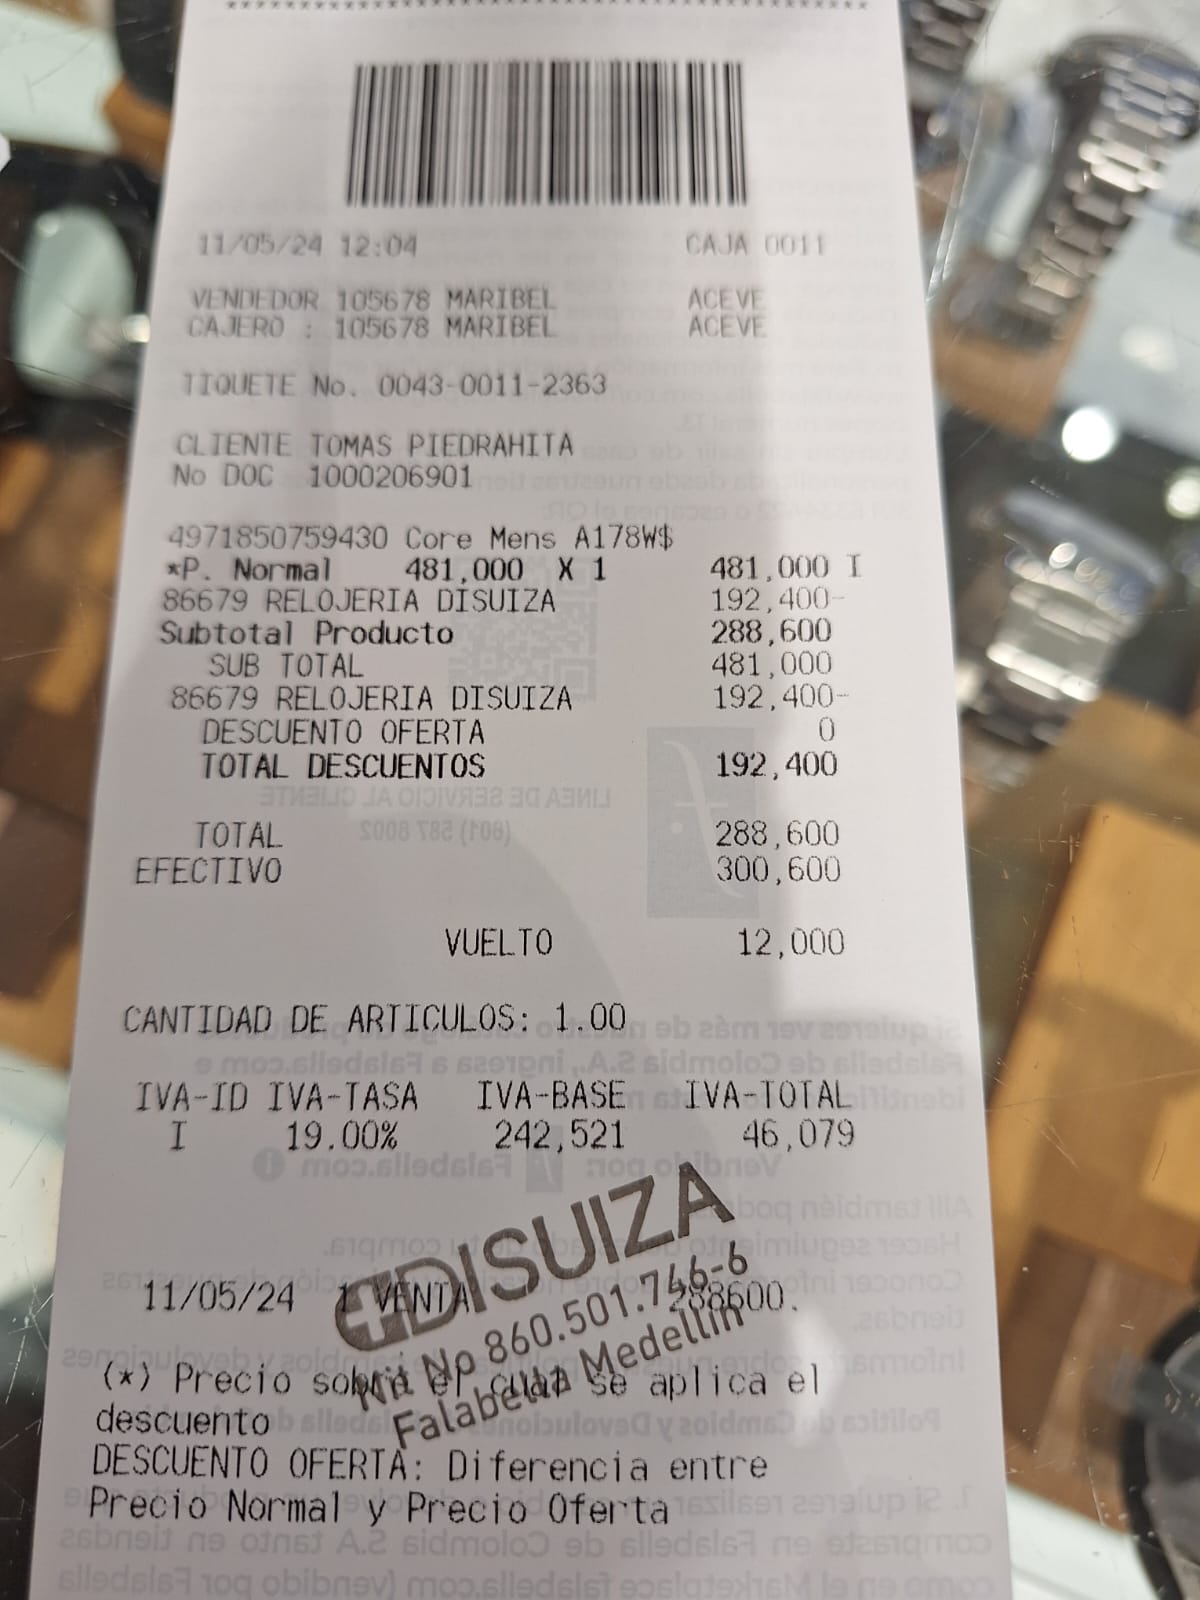 11/05/24 12:04 CAJA 0011
VENDEDOR 105678 MARIBEL ACEVE
CAJERO : 105678 MARIBEL ACEVE
TIQUETE No. 0043-0011-2363
CLIENTE TOMAS PIEDRAHITA
No DOC 1000206901
4971850759430 Core Mens A178W$
*P. Normal 481,000 X 1 481,000 I
86679 RELOJERIA DISUIZA 192,400-
Subtotal Producto 288,600
SUB TOTAL 481,000
86679 RELOJERIA DISUIZA 192,400-
DESCUENTO OFERTA 0
TOTAL DESCUENTOS 192,400
TOTAL 288,600
EFECTIVO 300,600
VUELTO 12,000
CANTIDAD DE ARTICULOS: 1.00
IVA-ID IVA-TASA IVA-BASE IVA-TOTAL
I 19.00% 242,521 46,079
DISUIZA
Nit No 860.501.746-6
Falabella Medellín
11/05/24 1 VENTA 288600.
(*) Precio sobre el cual se aplica el
descuento
DESCUENTO OFERTA: Diferencia entre
Precio Normal y Precio Oferta